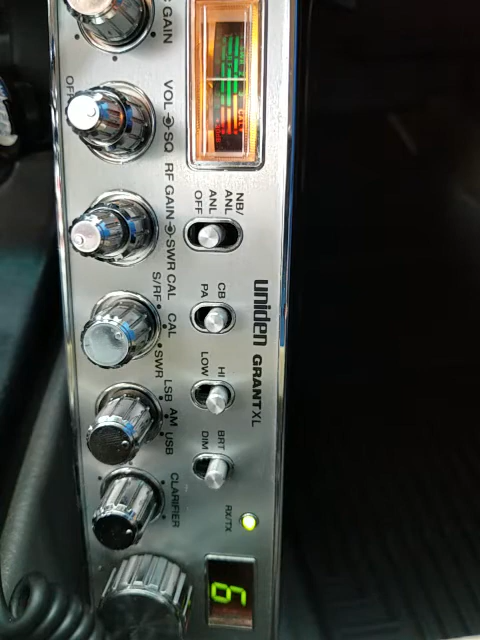 uniden GRANT XL
NB/
ANL
ANL
OFF
CB
PA
HI
LOW
BRT
DIM
RX/TX
C GAIN
VOL SQ
OFF
RF GAIN SWR CAL
S/RF CAL SWR
LSB AM USB
CLARIFIER